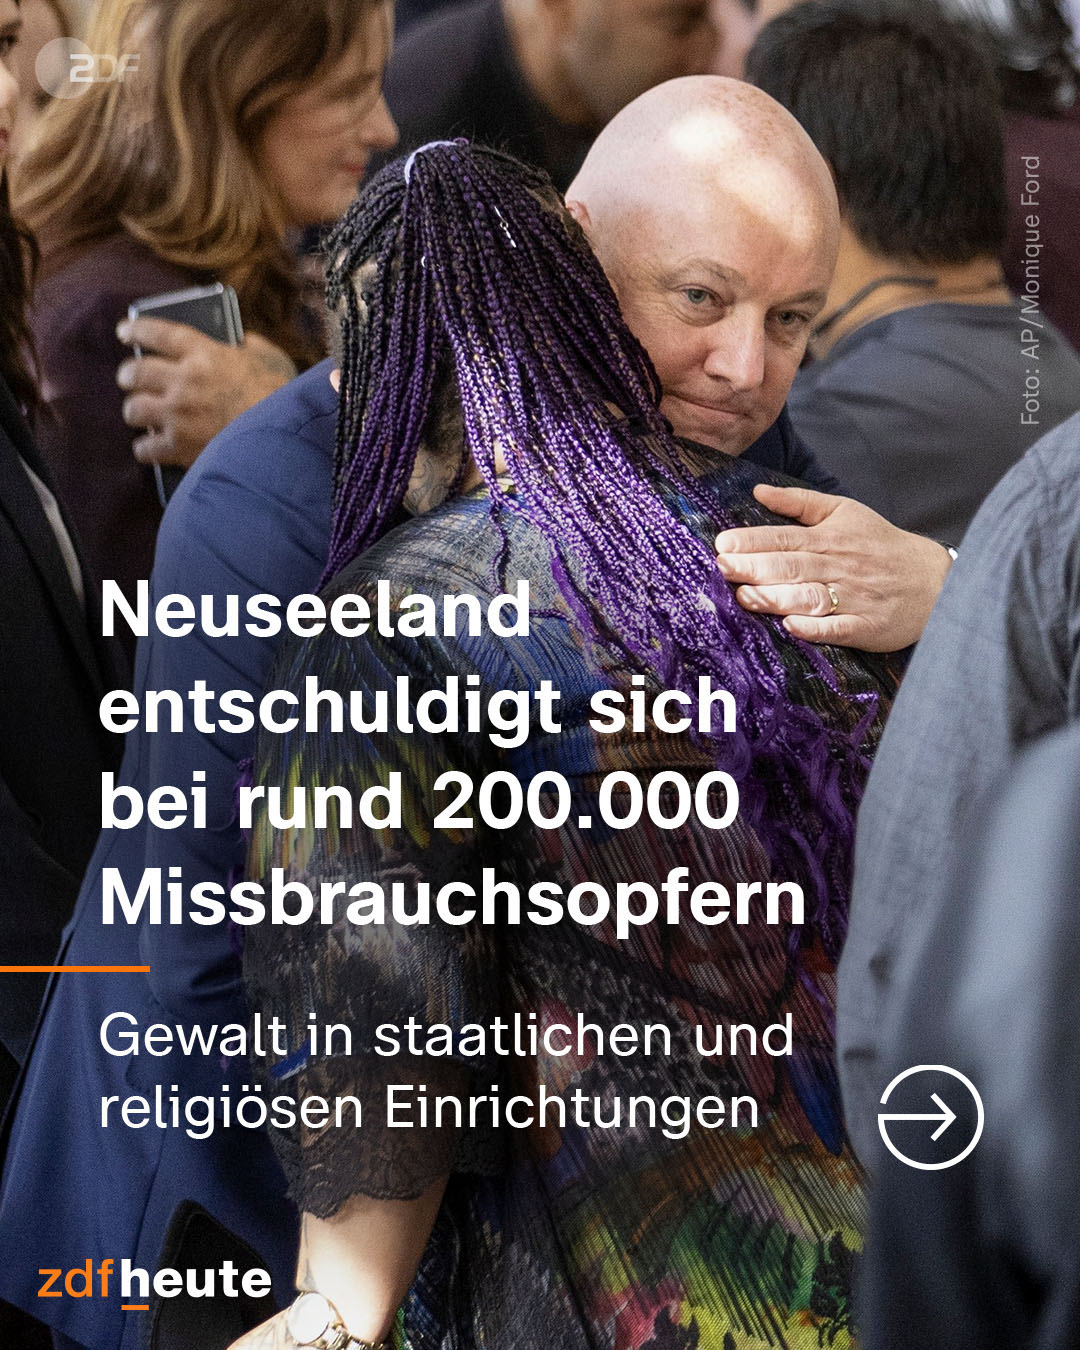 ZDF
Foto: AP/Monique Ford
Neuseeland
entschuldigt sich
bei rund 200.000
Missbrauchsopfern
Gewalt in staatlichen und
religiösen Einrichtungen
zdfheute